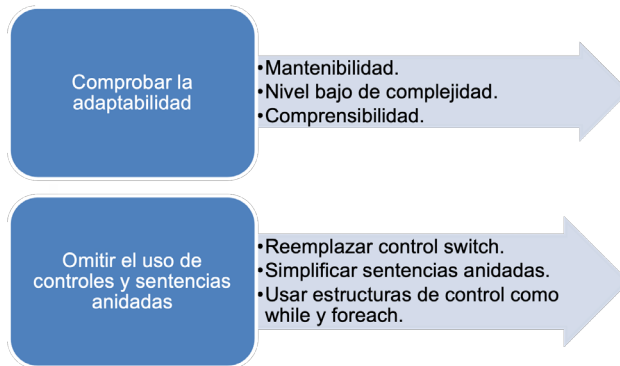 Comprobar la
adaptabilidad
•Mantenibilidad.
•Nivel bajo de complejidad.
•Comprensibilidad.
Omitir el uso de
controles y sentencias
anidadas
•Reemplazar control switch.
•Simplificar sentencias anidadas.
•Usar estructuras de control como
while y foreach.